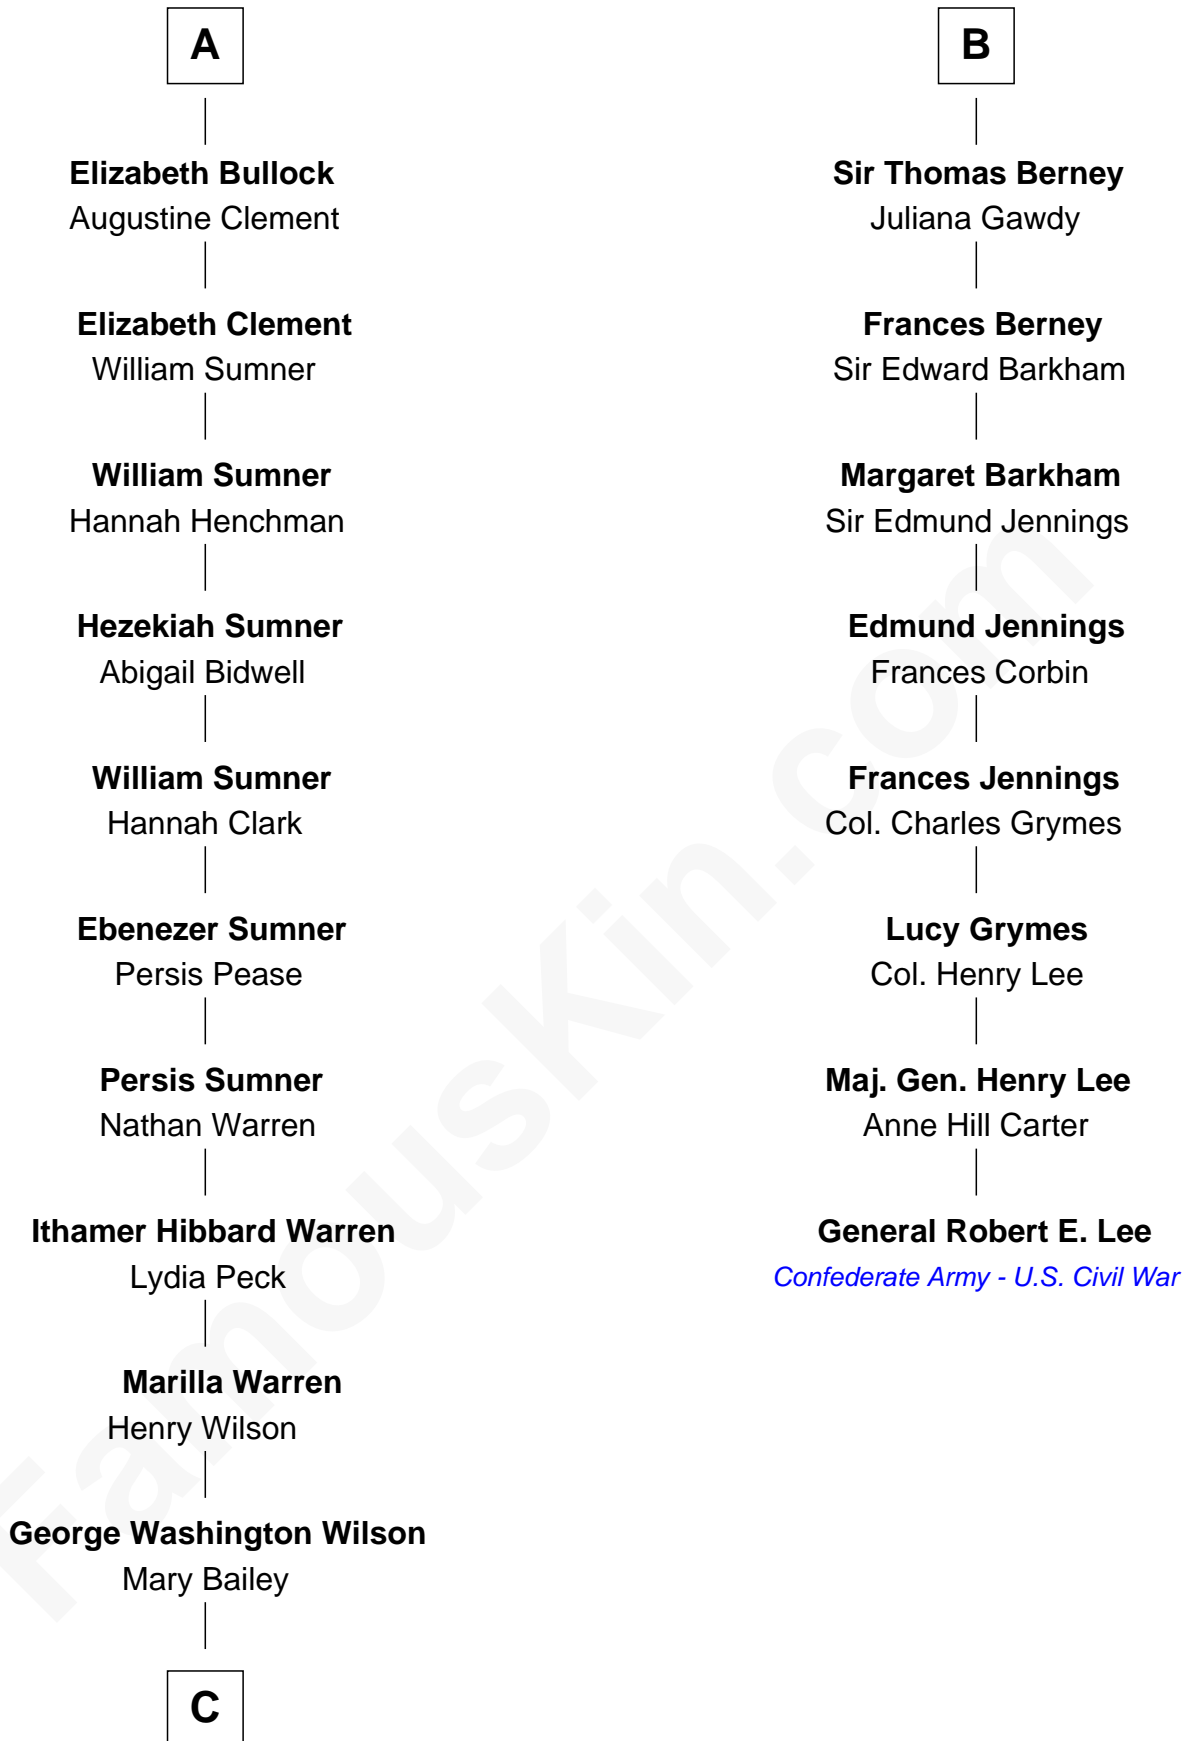 A
Elizabeth Bullock
Augustine Clement
Elizabeth Clement
William Sumner
William Sumner
Hannah Henchman
Hezekiah Sumner
Abigail Bidwell
William Sumner
Hannah Clark
Ebenezer Sumner
Persis Pease
Persis Sumner
Nathan Warren
Ithamer Hibbard Warren
Lydia Peck
Marilla Warren
Henry Wilson
George Washington Wilson
Mary Bailey
C
B
Sir Thomas Berney
Juliana Gawdy
Frances Berney
Sir Edward Barkham
Margaret Barkham
Sir Edmund Jennings
Edmund Jennings
Frances Corbin
Frances Jennings
Col. Charles Grymes
Lucy Grymes
Col. Henry Lee
Maj. Gen. Henry Lee
Anne Hill Carter
General Robert E. Lee
Confederate Army - U.S. Civil War
FamousKin.com